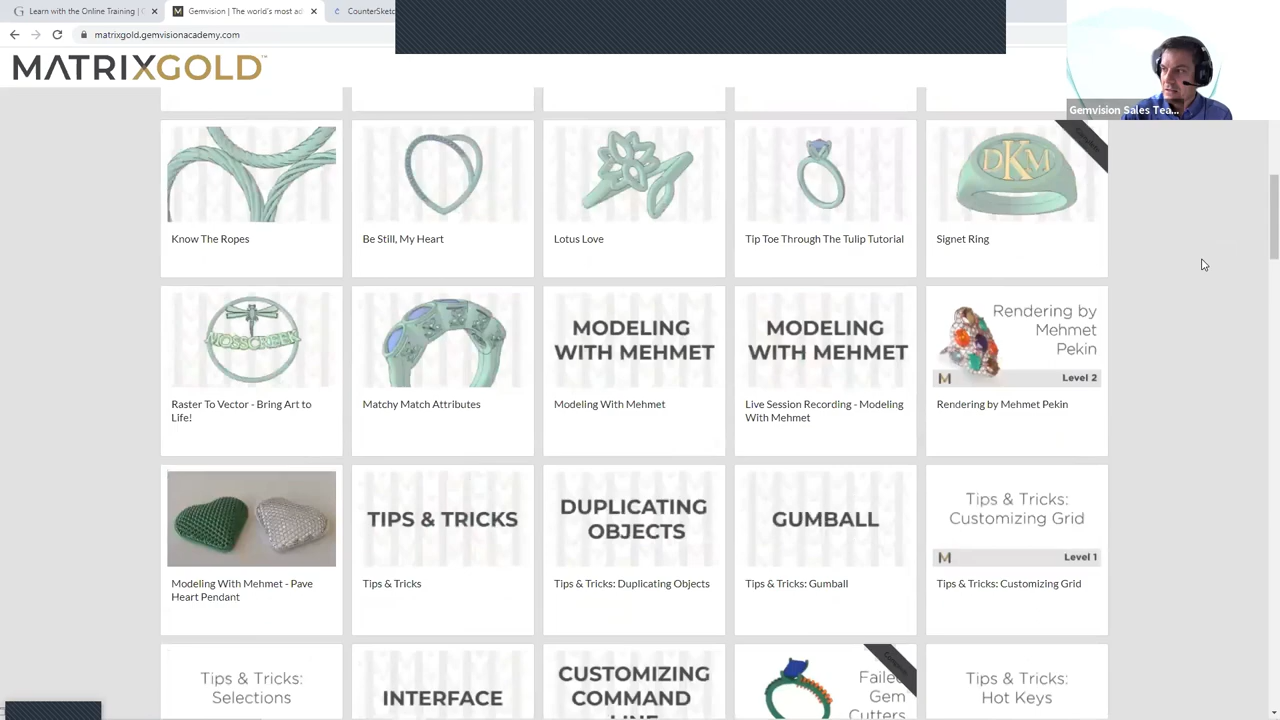 Learn with the Online Training |
Gemvision | The world's most ad
CounterSket
matrixgold.gemvisionacademy.com
MATRIXGOLD
Gemvision Sales Tea...
Know The Ropes
Be Still, My Heart
Lotus Love
Tip Toe Through The Tulip Tutorial
DKM
Signet Ring
MOSSCREEK
Raster To Vector - Bring Art to
Life!
Matchy Match Attributes
MODELING
WITH MEHMET
Modeling With Mehmet
MODELING
WITH MEHMET
Live Session Recording - Modeling
With Mehmet
Rendering by
Mehmet
Pekin
M Level 2
Rendering by Mehmet Pekin
Modeling With Mehmet - Pave
Heart Pendant
TIPS & TRICKS
Tips & Tricks
DUPLICATING
OBJECTS
Tips & Tricks: Duplicating Objects
GUMBALL
Tips & Tricks: Gumball
Tips & Tricks:
Customizing Grid
M Level 1
Tips & Tricks: Customizing Grid
Tips & Tricks:
Selections
INTERFACE
CUSTOMIZING
COMMAND
LINE
Failed
Gem
Cutters
Tips & Tricks:
Hot Keys